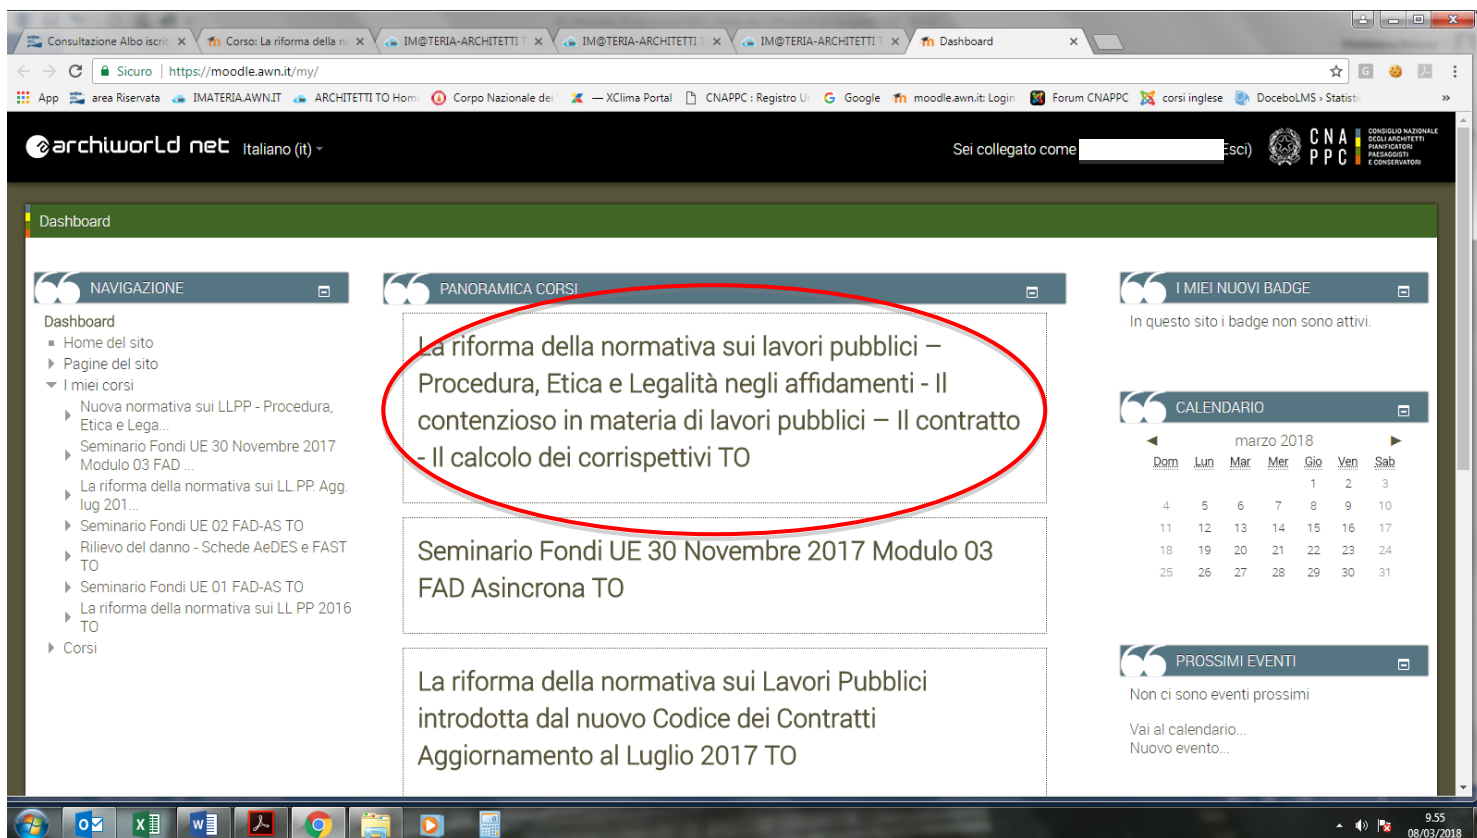 Consultazione Albo iscrit
Corso: La riforma della no
IM@TERIA-ARCHITETTI T
IM@TERIA-ARCHITETTI T
IM@TERIA-ARCHITETTI T
Dashboard
Sicuro | https://moodle.awn.it/my/
App
area Riservata
IMATERIA.AWN.IT
ARCHITETTI TO Hom
Corpo Nazionale dei
— XClima Portal
CNAPPC : Registro U
Google
moodle.awn.it: Login
Forum CNAPPC
corsi inglese
DoceboLMS › Statistic
»
archiworld net
Italiano (it)
Sei collegato come
Esci)
CNA
PPC
CONSIGLIO NAZIONALE
DEGLI ARCHITETTI
PIANIFICATORI
PAESAGGISTI
E CONSERVATORI
Dashboard
NAVIGAZIONE
Dashboard
Home del sito
Pagine del sito
I miei corsi
Nuova normativa sui LLPP - Procedura,
Etica e Lega...
Seminario Fondi UE 30 Novembre 2017
Modulo 03 FAD ...
La riforma della normativa sui LL.PP. Agg.
lug 201...
Seminario Fondi UE 02 FAD-AS TO
Rilievo del danno - Schede AeDES e FAST
TO
Seminario Fondi UE 01 FAD-AS TO
La riforma della normativa sui LL PP 2016
TO
Corsi
PANORAMICA CORSI
La riforma della normativa sui lavori pubblici –
Procedura, Etica e Legalità negli affidamenti - Il
contenzioso in materia di lavori pubblici – Il contratto
- Il calcolo dei corrispettivi TO
Seminario Fondi UE 30 Novembre 2017 Modulo 03
FAD Asincrona TO
La riforma della normativa sui Lavori Pubblici
introdotta dal nuovo Codice dei Contratti
Aggiornamento al Luglio 2017 TO
I MIEI NUOVI BADGE
In questo sito i badge non sono attivi.
CALENDARIO
◄ marzo 2018 ►
Dom Lun Mar Mer Gio Ven Sab
1 2 3
4 5 6 7 8 9 10
11 12 13 14 15 16 17
18 19 20 21 22 23 24
25 26 27 28 29 30 31
PROSSIMI EVENTI
Non ci sono eventi prossimi
Vai al calendario...
Nuovo evento...
9.55
08/03/2018